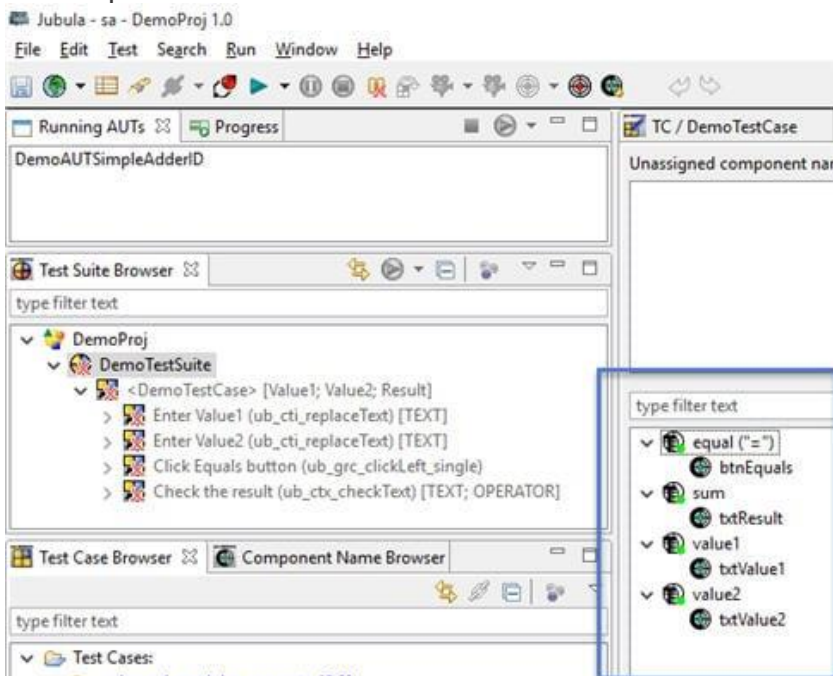 Jubula - sa - DemoProj 1.0
File Edit Test Search Run Window Help
Running AUTs Progress
DemoAUTSimpleAdderID
Test Suite Browser
type filter text
DemoProj
DemoTestSuite
<DemoTestCase> [Value1; Value2; Result]
Enter Value1 (ub_cti_replaceText) [TEXT]
Enter Value2 (ub_cti_replaceText) [TEXT]
Click Equals button (ub_grc_clickLeft_single)
Check the result (ub_ctx_checkText) [TEXT; OPERATOR]
Test Case Browser Component Name Browser
type filter text
Test Cases:
TC / DemoTestCase
Unassigned component nar
type filter text
equal ("=")
btnEquals
sum
txtResult
value1
txtValue1
value2
txtValue2